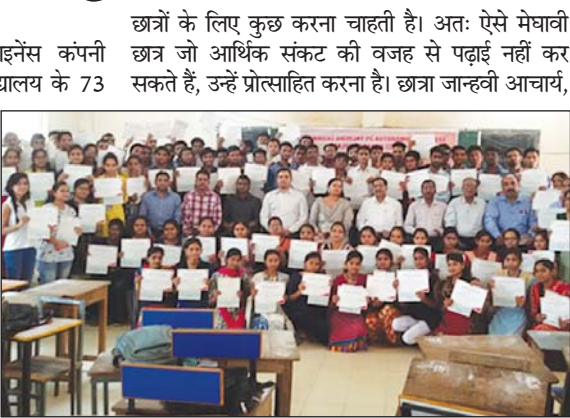 छात्रों के लिए कुछ करना चाहती है। अतः ऐसे मेघावी
छात्र जो आर्थिक संकट की वजह से पढ़ाई नहीं कर
सकते हैं, उन्हें प्रोत्साहित करना है। छात्रा जान्हवी आचार्य,
इनेंस कंपनी
द्यालय के 73